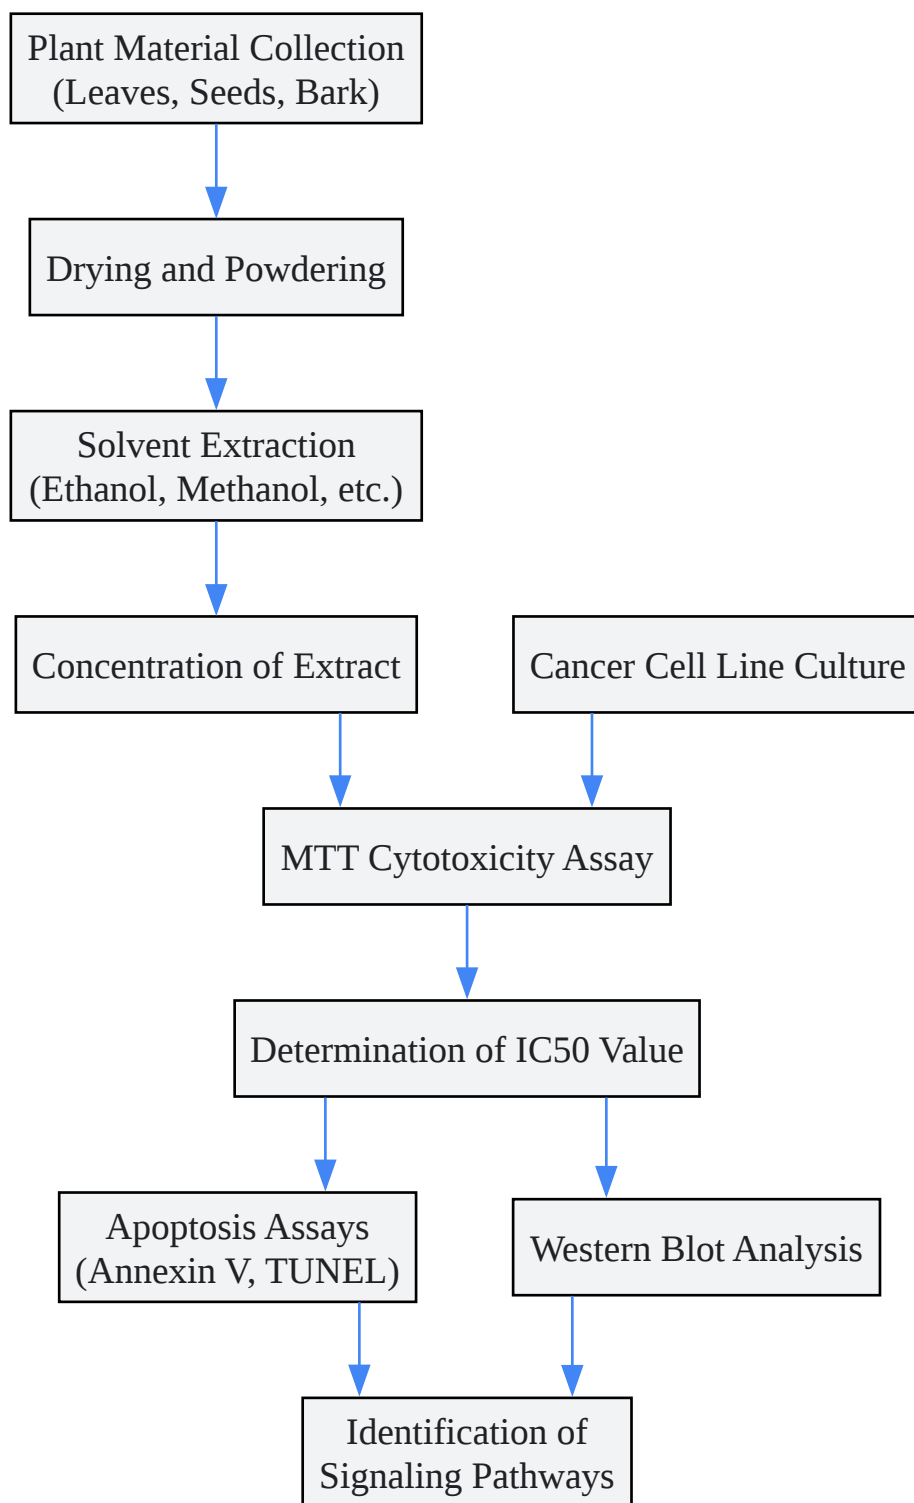 Plant Material Collection
(Leaves, Seeds, Bark)
Drying and Powdering
Solvent Extraction
(Ethanol, Methanol, etc.)
Concentration of Extract
Cancer Cell Line Culture
MTT Cytotoxicity Assay
Determination of IC50 Value
Apoptosis Assays
(Annexin V, TUNEL)
Western Blot Analysis
Identification of
Signaling Pathways